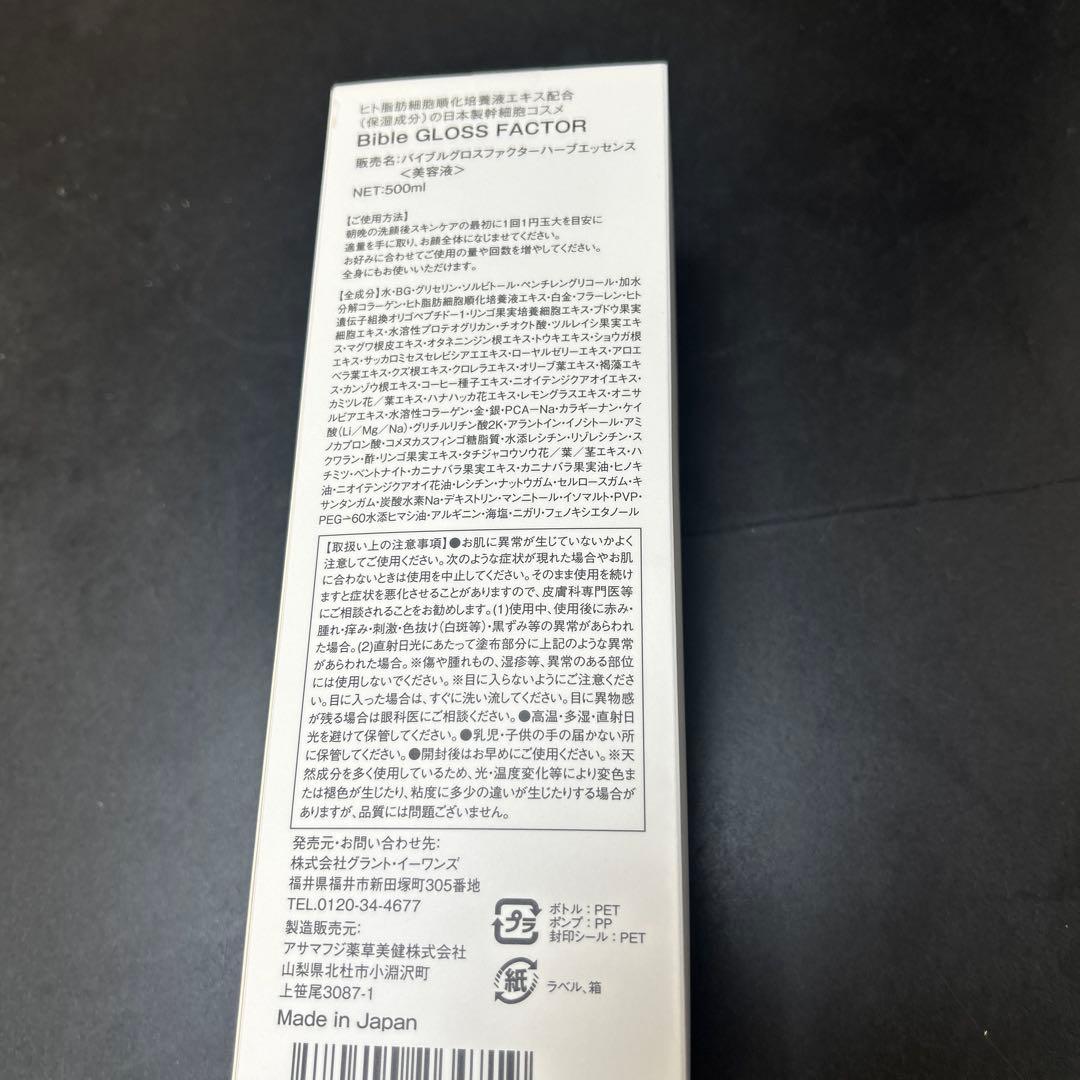 ヒト脂肪細胞順化培養液エキス配合
（保湿成分）の日本製幹細胞コスメ
Bible GLOSS FACTOR
販売名:バイブルグロスファクターハーブエッセンス
＜美容液＞
NET:500ml
【ご使用方法】
朝晩の洗顔後スキンケアの最初に1回1円玉大を目安に
適量を手に取り、お顔全体になじませてください。
お好みに合わせてご使用の量や回数を増やしてください。
全身にもお使いいただけます。
【全成分】水・BG・グリセリン・ソルビトール・ペンチレングリコール・加水
分解コラーゲン・ヒト脂肪細胞順化培養液エキス・白金・フラーレン・ヒト
遺伝子組換オリゴペプチド-1・リンゴ果実培養細胞エキス・ブドウ果実
細胞エキス・水溶性プロテオグリカン・チオクト酸・ツルレイシ果実エキ
ス・マグワ根皮エキス・オタネニンジン根エキス・トウキエキス・ショウガ根
エキス・サッカロミセスセレビシアエエキス・ローヤルゼリーエキス・アロエ
ベラ葉エキス・クズ根エキス・クロレラエキス・オリーブ葉エキス・褐藻エキ
ス・カンゾウ根エキス・コーヒー種子エキス・ニオイテンジクアオイエキス・
カミツレ花／葉エキス・ハナハッカ花エキス・レモングラスエキス・オニサ
ルビアエキス・水溶性コラーゲン・金・銀・PCA-Na・カラギーナン・ケイ
酸（Li／Mg／Na）・グリチルリチン酸2K・アラントイン・イノシトール・アミ
ノカプロン酸・コメヌカスフィンゴ糖脂質・水添レシチン・リゾレシチン・ス
クワラン・酢・リンゴ果実エキス・タチジャコウソウ花／葉／茎エキス・ハ
チミツ・ベントナイト・カニナバラ果実エキス・カニナバラ果実油・ヒノキ
油・ニオイテンジクアオイ花油・レシチン・ナットウガム・セルロースガム・キ
サンタンガム・炭酸水素Na・デキストリン・マンニトール・イソマルト・PVP・
PEG-60水添ヒマシ油・アルギニン・海塩・ニガリ・フェノキシエタノール
【取扱い上の注意事項】●お肌に異常が生じていないかよく
注意してご使用ください。次のような症状が現れた場合やお肌
に合わないときは使用を中止してください。そのまま使用を続け
ますと症状を悪化させることがありますので、皮膚科専門医等
にご相談されることをお勧めします。(1)使用中、使用後に赤み・
腫れ・痒み・刺激・色抜け（白斑等）・黒ずみ等の異常があらわれ
た場合。(2)直射日光にあたって塗布部分に上記のような異常
があらわれた場合。※傷や腫れもの、湿疹等、異常のある部位
には使用しないでください。※目に入らないようにご注意くださ
い。目に入った場合は、すぐに洗い流してください。目に異物感
が残る場合は眼科医にご相談ください。●高温・多湿・直射日
光を避けて保管してください。●乳児・子供の手の届かない所
に保管してください。●開封後はお早めにご使用ください。※天
然成分を多く使用しているため、光・温度変化等により変色ま
たは褪色が生じたり、粘度に多少の違いが生じたりする場合が
ありますが、品質には問題ございません。
発売元・お問い合わせ先:
株式会社グラント・イーワンズ
福井県福井市新田塚町305番地
TEL.0120-34-4677
製造販売元:
アサマフジ薬草美健株式会社
山梨県北杜市小淵沢町
上笹尾3087-1
Made in Japan
プラ
ボトル：PET
ポンプ：PP
封印シール：PET
紙
ラベル、箱